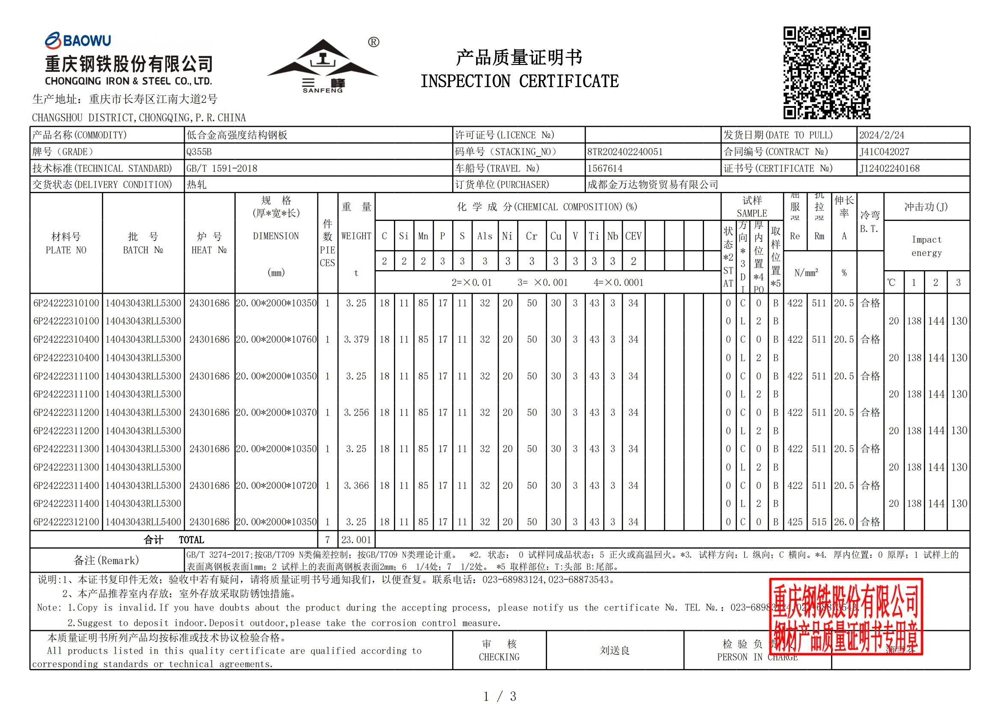 BAOWU
重庆钢铁股份有限公司
CHONGQING IRON & STEEL CO., LTD.
三峰
SANFENG
®
产品质量证明书
INSPECTION CERTIFICATE
生产地址：重庆市长寿区江南大道2号
CHANGSHOU DISTRICT,CHONGQING,P.R.CHINA
产品名称(COMMODITY) 低合金高强度结构钢板 许可证号(LICENCE №) 发货日期(DATE TO PULL) 2024/2/24
牌号（GRADE） Q355B 码单号（STACKING_NO） 8TR202402240051 合同编号(CONTRACT №) J41C042027
技术标准(TECHNICAL STANDARD) GB/T 1591-2018 车船号(TRAVEL №) 1567614 证书号(CERTIFICATE №) J12402240168
交货状态(DELIVERY CONDITION) 热轧 订货单位(PURCHASER) 成都金万达物资贸易有限公司
材料号 PLATE NO
批 号 BATCH №
炉 号 HEAT №
规 格 (厚*宽*长) DIMENSION (mm)
件数 PIECES
重 量 WEIGHT t
化 学 成 分(CHEMICAL COMPOSITION)(%)
C Si Mn P S Als Ni Cr Cu V Ti Nb CEV
2 2 2 3 3 3 3 3 3 3 3 3 2
2=×0.01 3= ×0.001 4=×0.0001
试样 SAMPLE
状态*2 STAT
方向*3 DI
厚内位置*4 PO
取样位置*5
屈服强 Re
抗拉强 Rm
N/mm²
伸长率 A %
冷弯 B.T.
冲击功(J)
Impact energy
℃ 1 2 3
6P24222310100 14043043RLL5300 24301686 20.00*2000*10350 1 3.25 18 11 85 17 11 32 20 50 30 3 43 3 34 0 C 0 B 422 511 20.5 合格
6P24222310100 14043043RLL5300 0 L 2 B 20 138 144 130
6P24222310400 14043043RLL5300 24301686 20.00*2000*10760 1 3.379 18 11 85 17 11 32 20 50 30 3 43 3 34 0 C 0 B 422 511 20.5 合格
6P24222310400 14043043RLL5300 0 L 2 B 20 138 144 130
6P24222311100 14043043RLL5300 24301686 20.00*2000*10350 1 3.25 18 11 85 17 11 32 20 50 30 3 43 3 34 0 C 0 B 422 511 20.5 合格
6P24222311100 14043043RLL5300 0 L 2 B 20 138 144 130
6P24222311200 14043043RLL5300 24301686 20.00*2000*10370 1 3.256 18 11 85 17 11 32 20 50 30 3 43 3 34 0 C 0 B 422 511 20.5 合格
6P24222311200 14043043RLL5300 0 L 2 B 20 138 144 130
6P24222311300 14043043RLL5300 24301686 20.00*2000*10350 1 3.25 18 11 85 17 11 32 20 50 30 3 43 3 34 0 C 0 B 422 511 20.5 合格
6P24222311300 14043043RLL5300 0 L 2 B 20 138 144 130
6P24222311400 14043043RLL5300 24301686 20.00*2000*10720 1 3.366 18 11 85 17 11 32 20 50 30 3 43 3 34 0 C 0 B 422 511 20.5 合格
6P24222311400 14043043RLL5300 0 L 2 B 20 138 144 130
6P24222312100 14043043RLL5400 24301686 20.00*2000*10350 1 3.25 18 11 85 17 11 32 20 50 30 3 43 3 34 0 C 0 B 425 515 26.0 合格
合计 TOTAL 7 23.001
备注(Remark)
GB/T 3274-2017;按GB/T709 N类偏差控制；按GB/T709 N类理论计重。 *2. 状态： 0 试样同成品状态；5 正火或高温回火。*3. 试样方向：L 纵向；C 横向。*4. 厚内位置：0 原厚；1 试样上的
表面离钢板表面1mm；2 试样上的表面离钢板表面2mm；6 1/4处；7 1/2处。 *5 取样部位：T:头部 B:尾部。
说明:1、本证书复印件无效；验收中若有疑问，请将质量证明书号通知我们，以便查复。联系电话：023-68983124,023-68873543。
2、本产品推荐室内存放；室外存放采取防锈蚀措施。
Note: 1.Copy is invalid.If you have doubts about the product during the accepting process, please notify us the certificate №. TEL №.：023-68983124,023-68873543.
2.Suggest to deposit indoor.Deposit outdoor,please take the corrosion control measure.
重庆钢铁股份有限公司
钢材产品质量证明书专用章
本质量证明书所列产品均按标准或技术协议检验合格。
All products listed in this quality certificate are qualified according to
corresponding standards or technical agreements.
审 核 CHECKING
刘送良
检 验 负 责 人 PERSON IN CHARGE
1 / 3